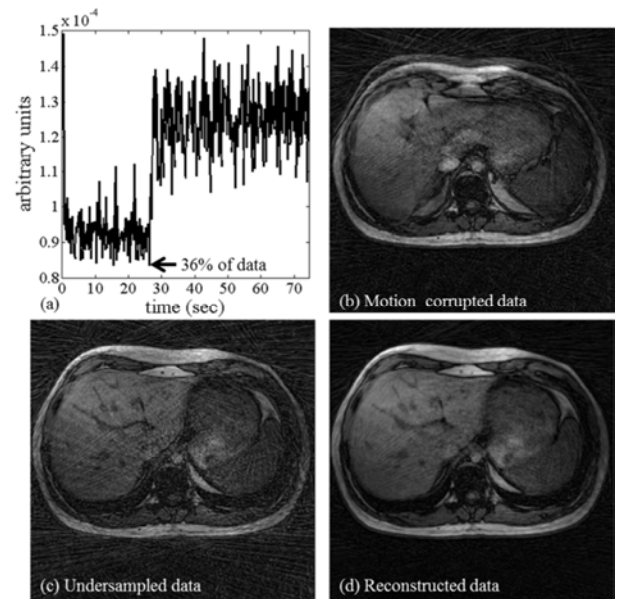 x 10⁻⁴
1.5
1.4
1.3
1.2
1.1
1
0.9
0.8
arbitrary units
36% of data
(a)
0 10 20 30 40 50 60 70
time (sec)
(b) Motion corrupted data
(c) Undersampled data
(d) Reconstructed data